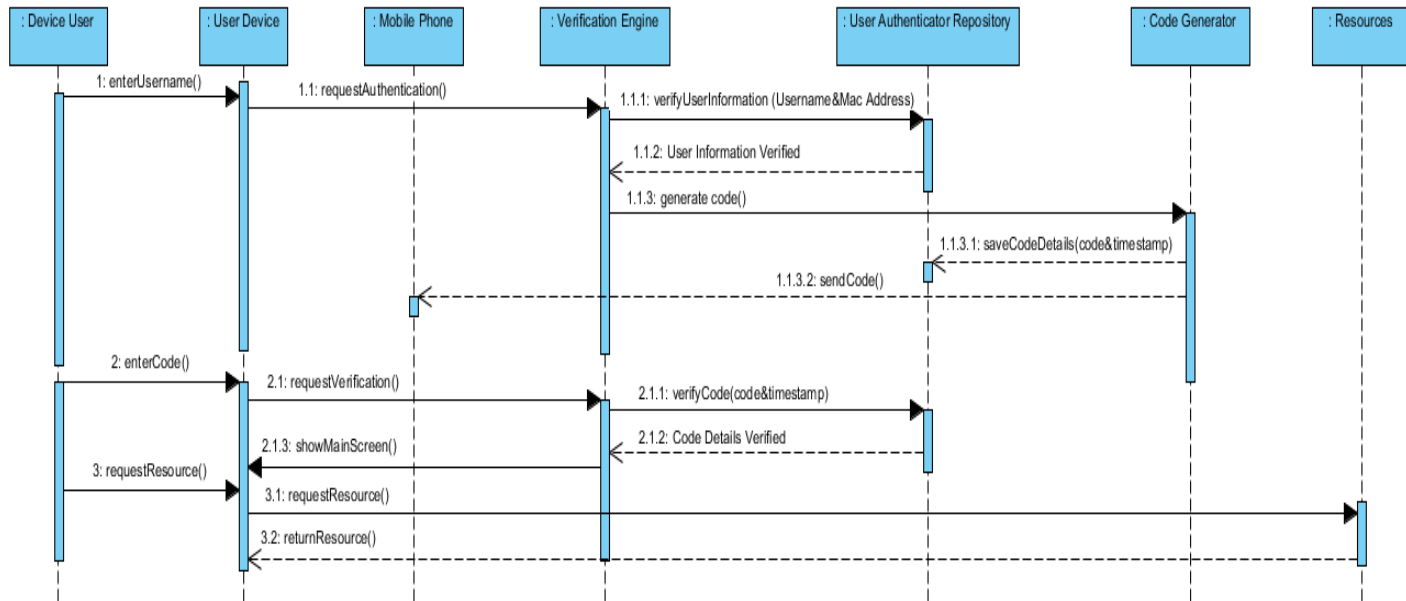 : Device User
: User Device
: Mobile Phone
: Verification Engine
: User Authenticator Repository
: Code Generator
: Resources
1: enterUsername()
1.1: requestAuthentication()
1.1.1: verifyUserInformation (Username&Mac Address)
1.1.2: User Information Verified
1.1.3: generate code()
1.1.3.1: saveCodeDetails(code&timestamp)
1.1.3.2: sendCode()
2: enterCode()
2.1: requestVerification()
2.1.1: verifyCode(code&timestamp)
2.1.2: Code Details Verified
2.1.3: showMainScreen()
3: requestResource()
3.1: requestResource()
3.2: returnResource()